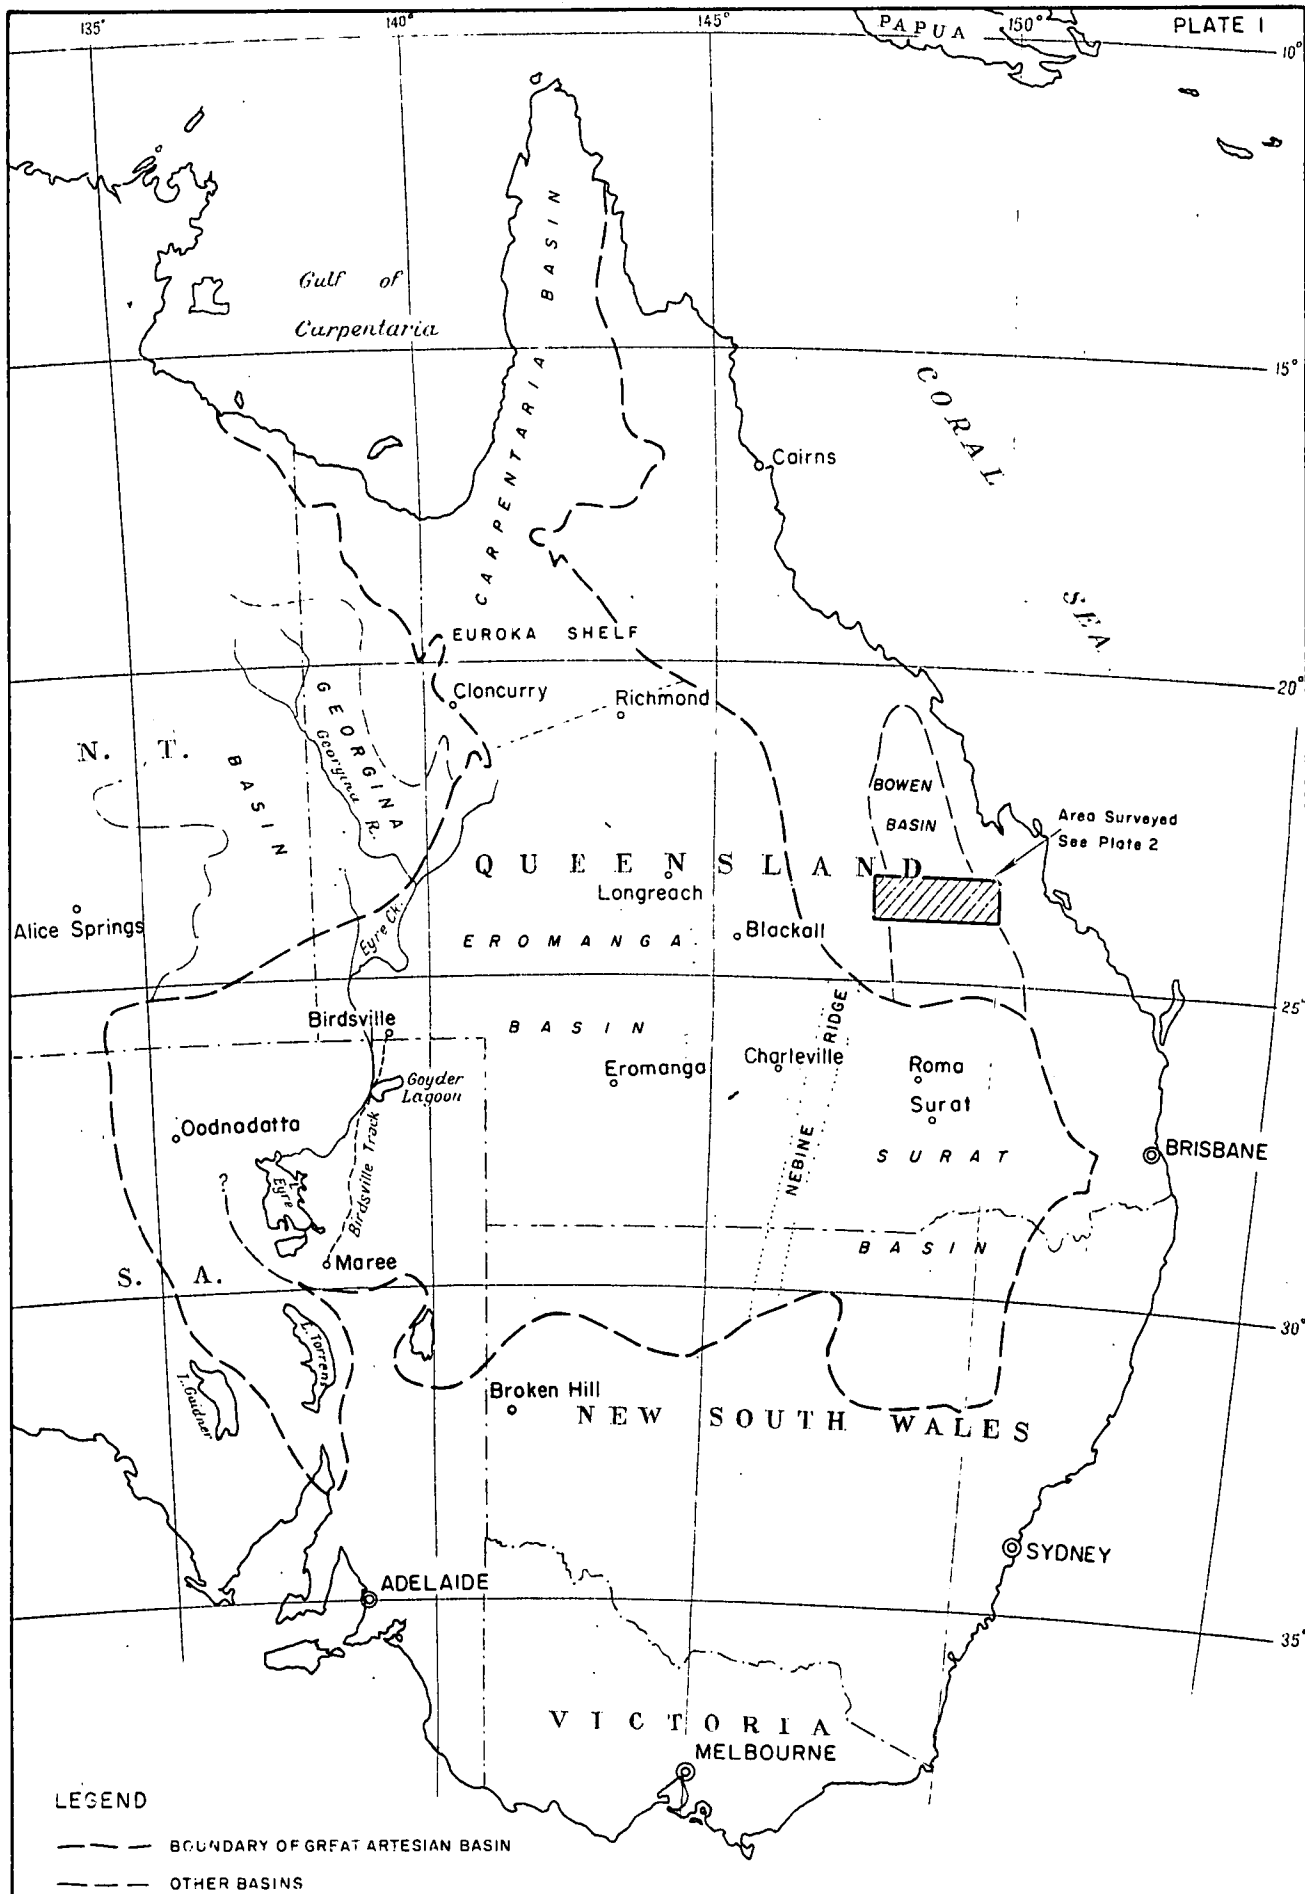 135°
140°
145°
150°
PLATE 1
PAPUA
10°
Gulf of
Carpentaria
CARPENTARIA BASIN
15°
CORAL
SEA
Cairns
EUROKA SHELF
20°
Cloncurry
Richmond
GEORGINA
BASIN
Georgina R.
N. T.
BOWEN
BASIN
Area Surveyed
See Plate 2
QUEENSLAND
Longreach
Alice Springs
Eyre Ck.
EROMANGA
Blackall
25°
Birdsville
BASIN
NEBINE RIDGE
Eromanga
Charleville
Roma
Goyder
Lagoon
Surat
Oodnadatta
Birdsville Track
SURAT
BRISBANE
?
L. Eyre
Maree
BASIN
S. A.
30°
L. Torrens
L. Gairdner
Broken Hill
NEW SOUTH WALES
SYDNEY
ADELAIDE
35°
VICTORIA
MELBOURNE
LEGEND
BOUNDARY OF GREAT ARTESIAN BASIN
OTHER BASINS